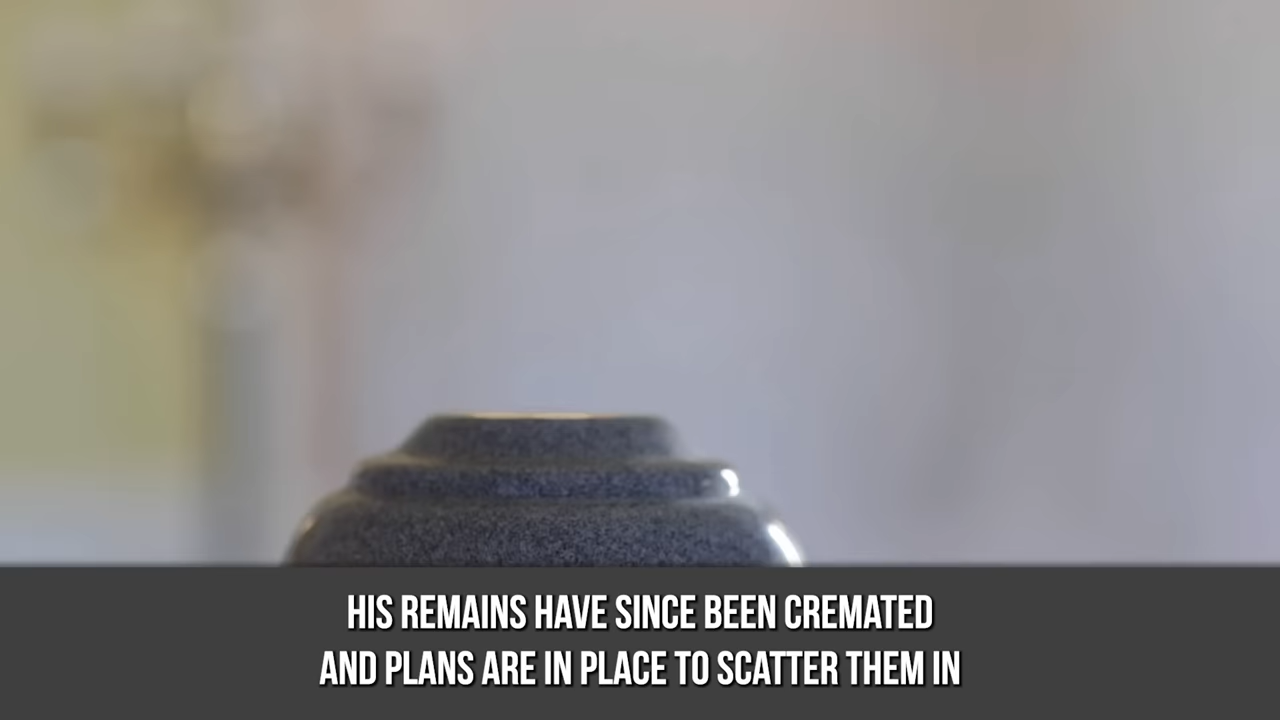 HIS REMAINS HAVE SINCE BEEN CREMATED
AND PLANS ARE IN PLACE TO SCATTER THEM IN